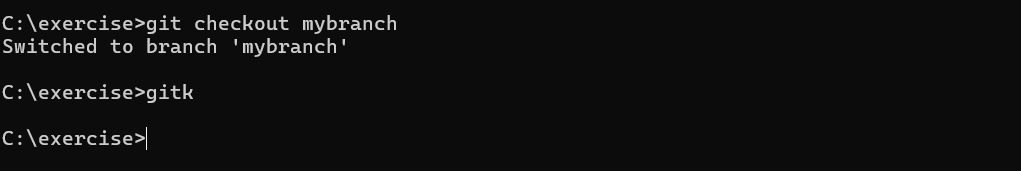 C:\exercise>git checkout mybranch
Switched to branch 'mybranch'
C:\exercise>gitk
C:\exercise>